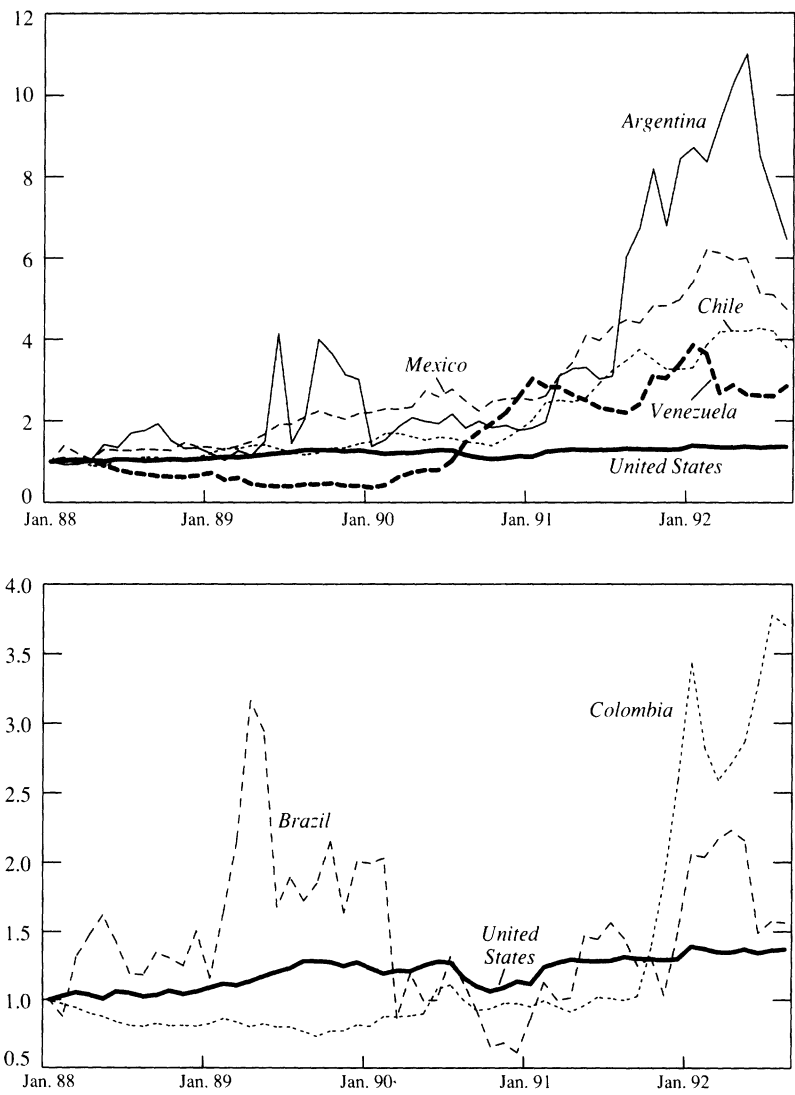 12
10
8
6
4
2
0
Argentina
Chile
Mexico
Venezuela
United States
Jan. 88
Jan. 89
Jan. 90
Jan. 91
Jan. 92
4.0
3.5
3.0
2.5
2.0
1.5
1.0
0.5
Colombia
Brazil
United
States
Jan. 88
Jan. 89
Jan. 90
Jan. 91
Jan. 92